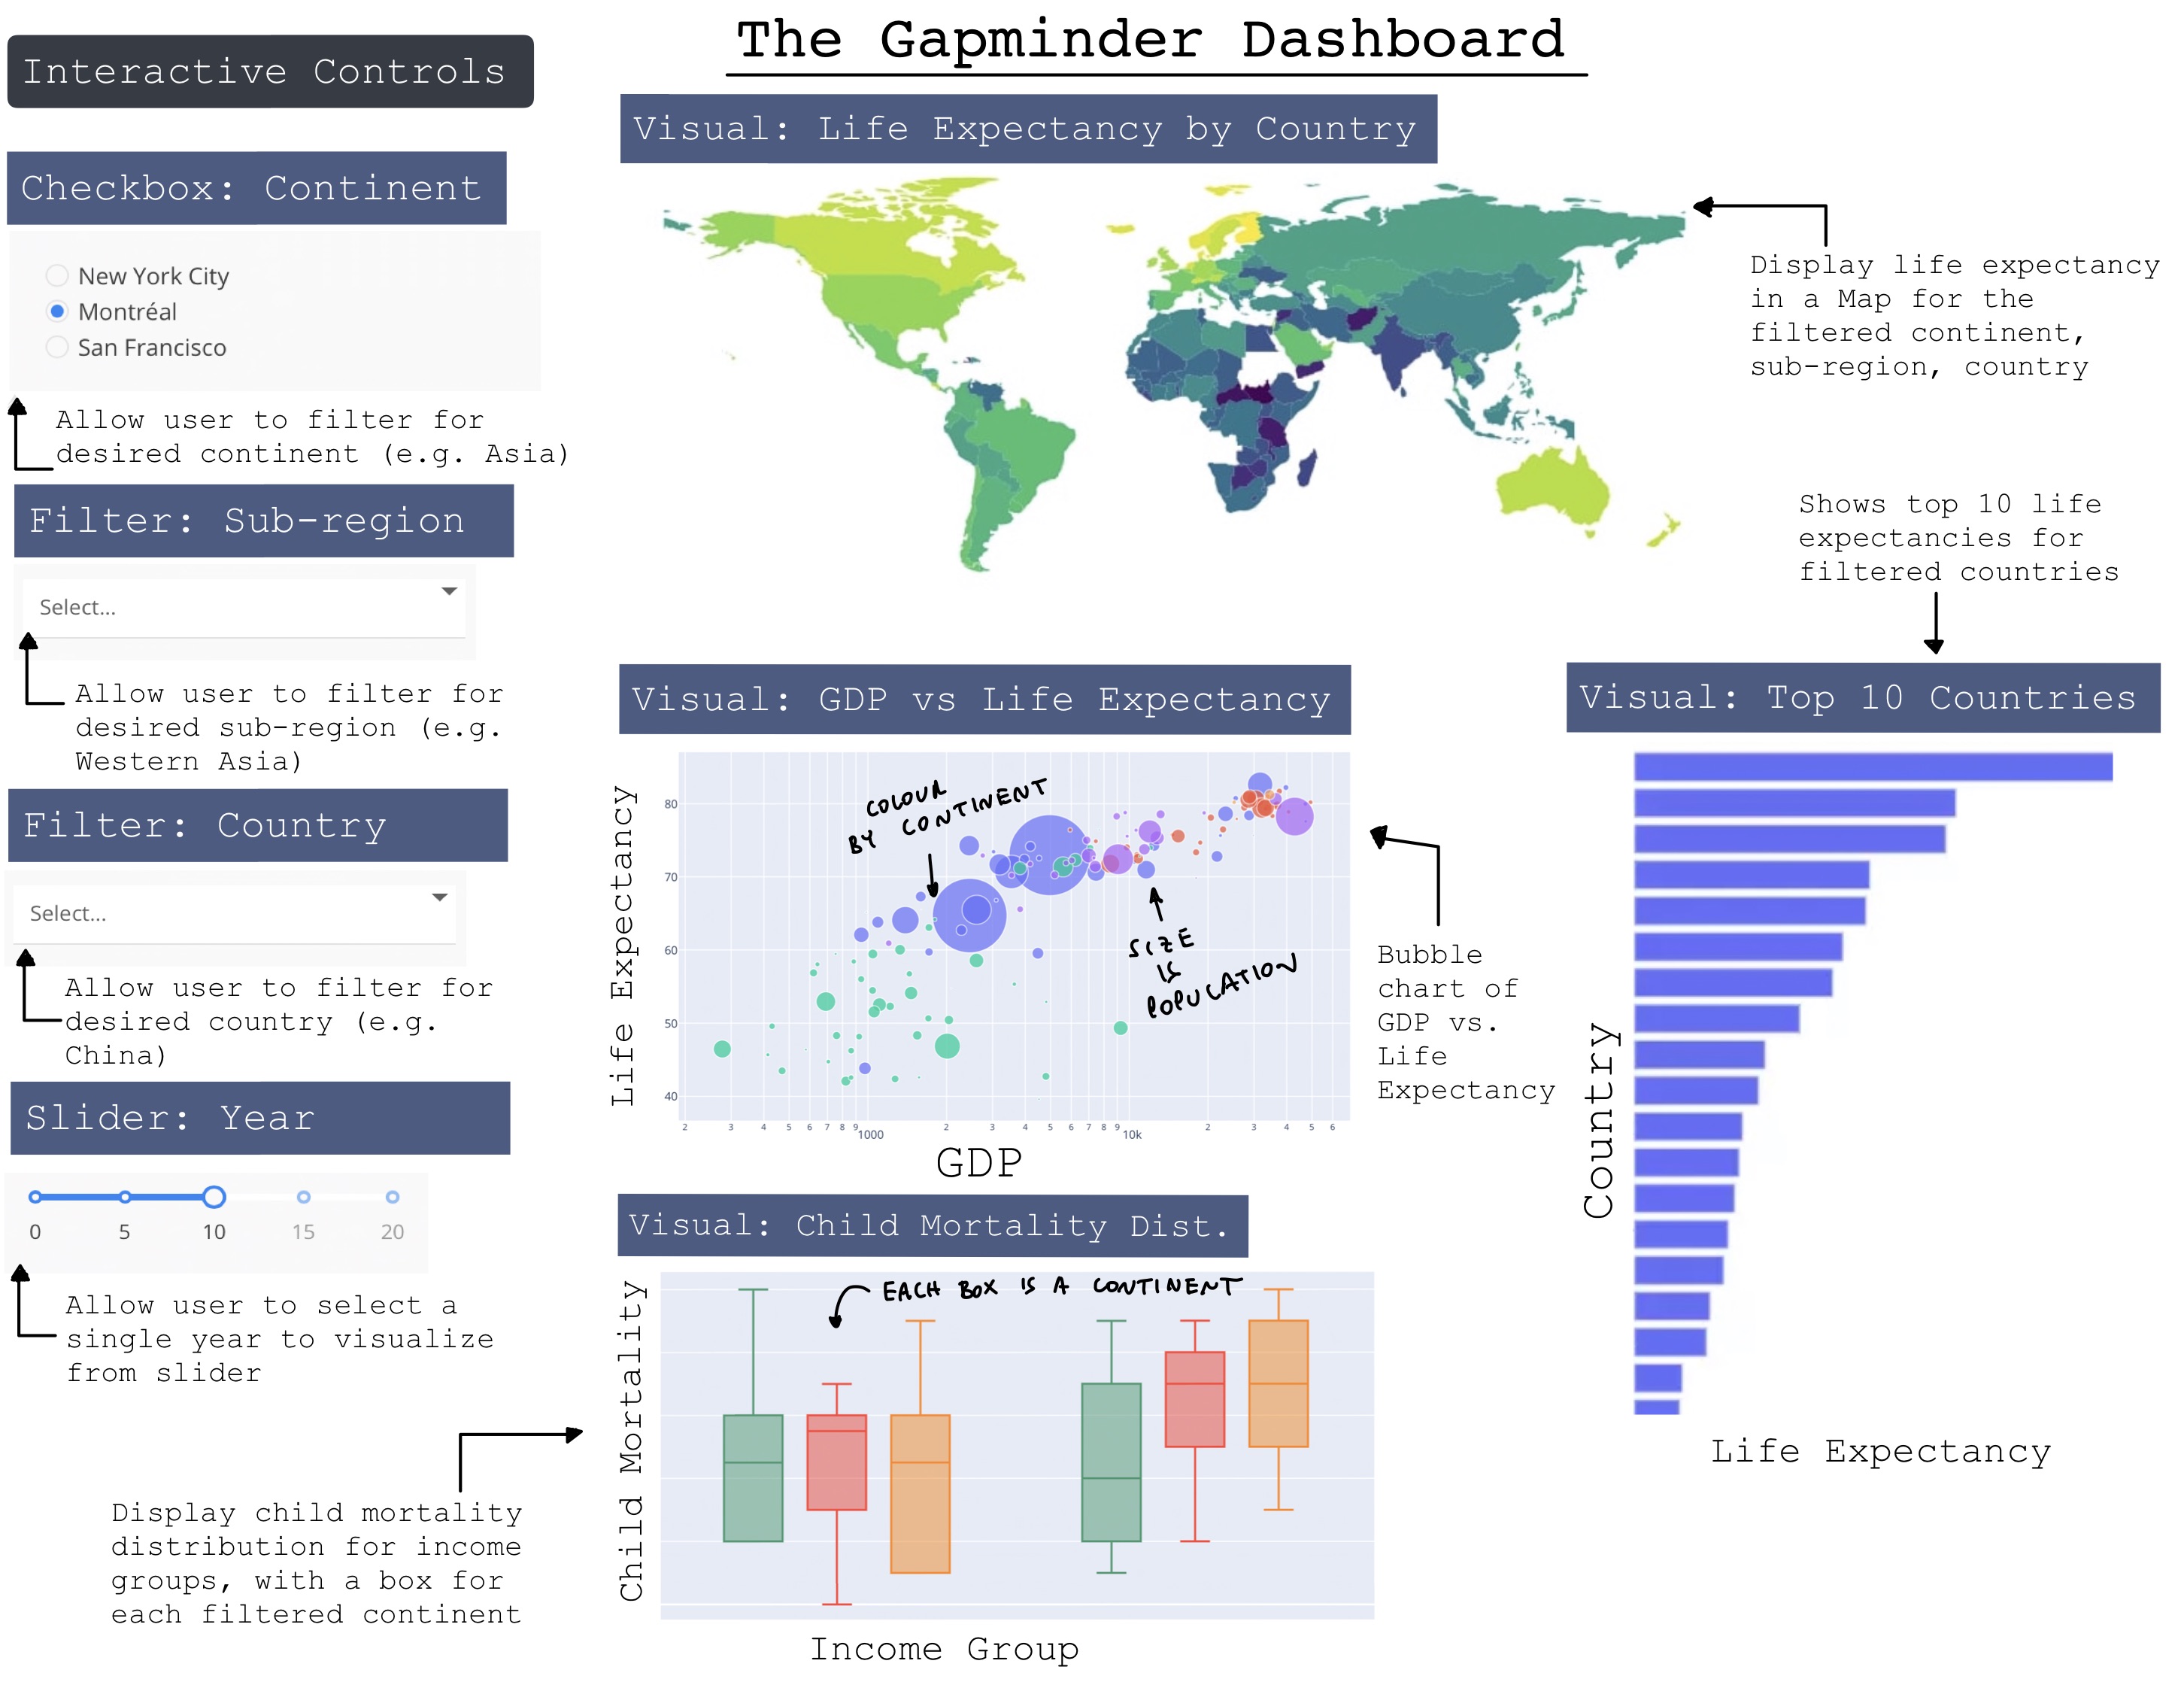 The Gapminder Dashboard
Interactive Controls
Checkbox: Continent
New York City
Montréal
San Francisco
Allow user to filter for
desired continent (e.g. Asia)
Filter: Sub-region
Select...
Allow user to filter for
desired sub-region (e.g.
Western Asia)
Filter: Country
Select...
Allow user to filter for
desired country (e.g.
China)
Slider: Year
0 5 10 15 20
Allow user to select a
single year to visualize
from slider
Display child mortality
distribution for income
groups, with a box for
each filtered continent
Visual: Life Expectancy by Country
Display life expectancy
in a Map for the
filtered continent,
sub-region, country
Shows top 10 life
expectancies for
filtered countries
Visual: GDP vs Life Expectancy
Life Expectancy
80
70
60
50
40
COLOUR
BY CONTINENT
SIZE
IS
POPULATION
2 3 4 5 6 7 8 9 1000 2 3 4 5 6 7 8 9 10k 2 3 4 5 6
GDP
Bubble
chart of
GDP vs.
Life
Expectancy
Visual: Top 10 Countries
Country
Life Expectancy
Visual: Child Mortality Dist.
EACH BOX IS A CONTINENT
Child Mortality
Income Group